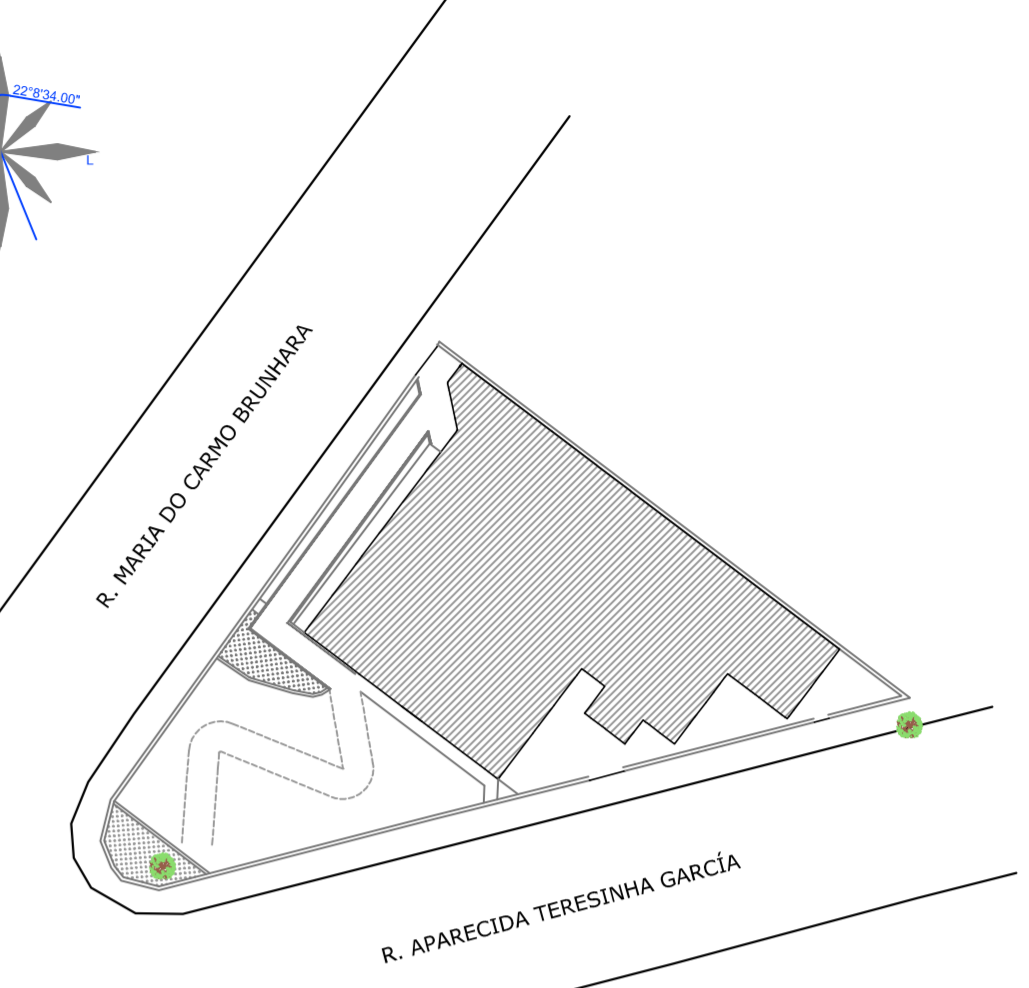 22°8'34.00"
L
R. MARIA DO CARMO BRUNHARA
R. APARECIDA TERESINHA GARCÍA